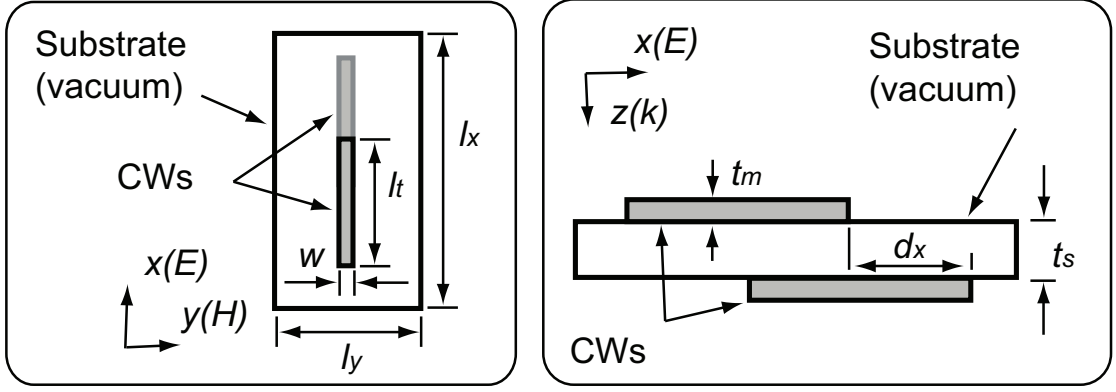 Substrate
(vacuum)
CWs
lx
lt
w
x(E)
y(H)
ly
x(E)
z(k)
Substrate
(vacuum)
tm
dx
ts
CWs